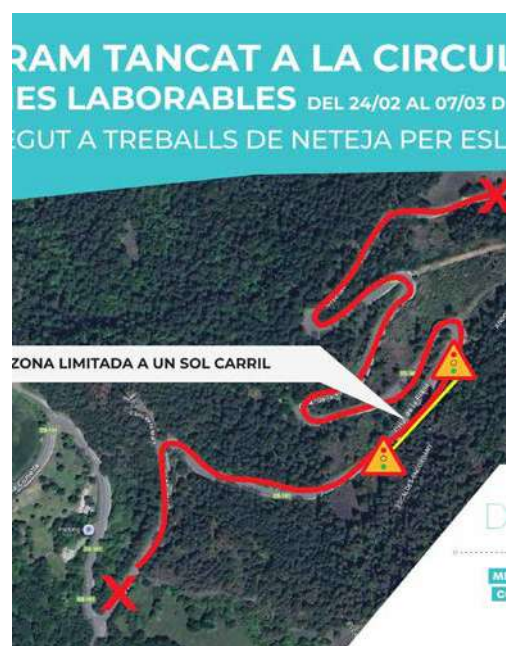 RAM TANCAT A LA CIRCUL
IES LABORABLES DEL 24/02 AL 07/03 D
EGUT A TREBALLS DE NETEJA PER ESL
ZONA LIMITADA A UN SOL CARRIL
D